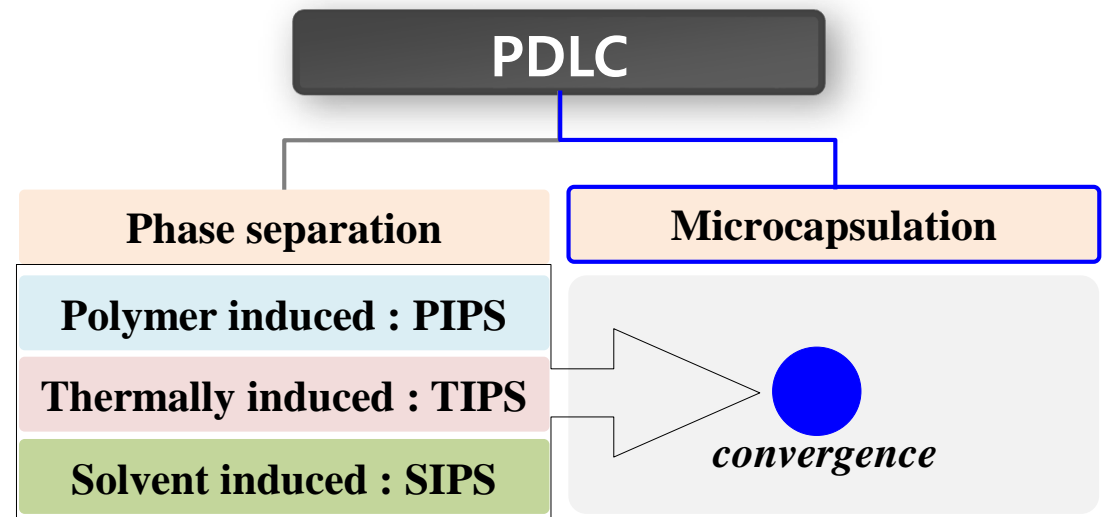 PDLC
Phase separation
Microcapsulation
Polymer induced : PIPS
Thermally induced : TIPS
Solvent induced : SIPS
convergence